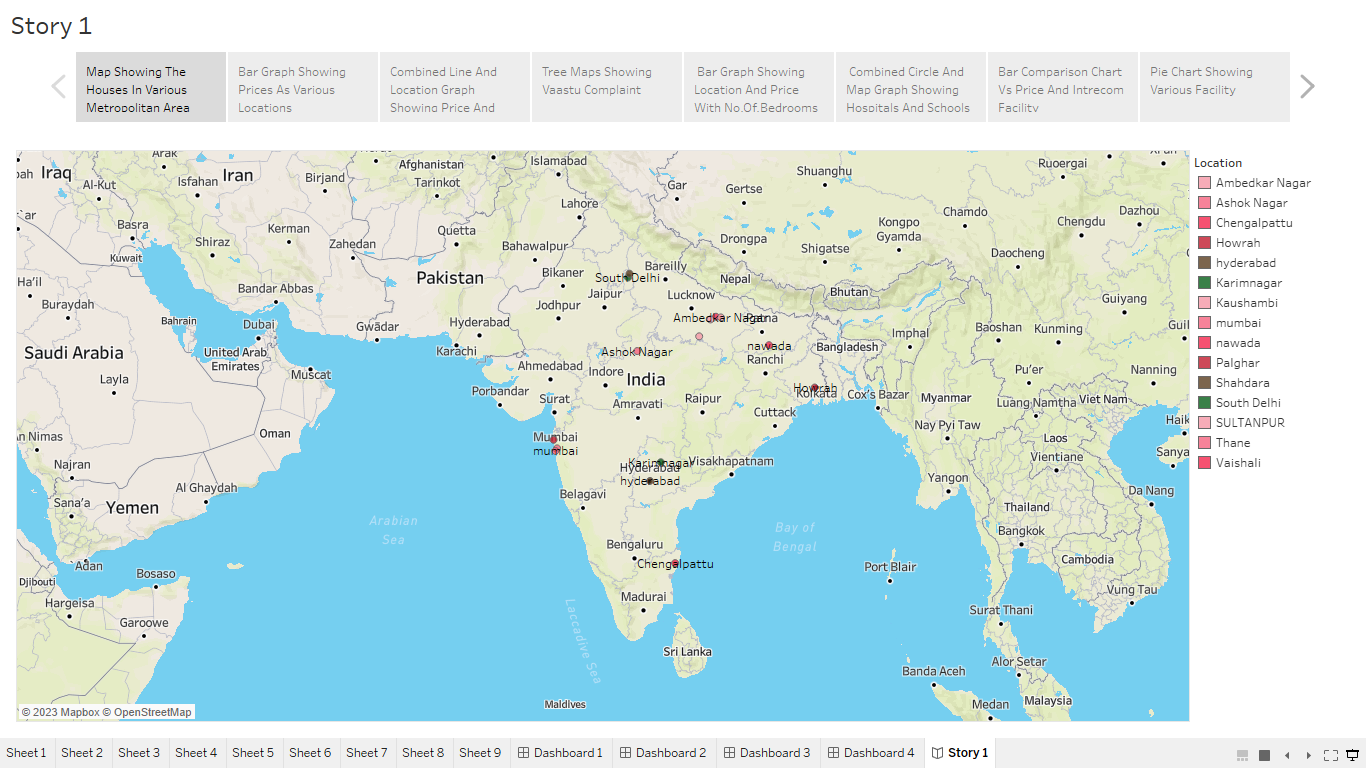 Story 1
Map Showing The
Houses In Various
Metropolitan Area
Bar Graph Showing
Prices As Various
Locations
Combined Line And
Location Graph
Showing Price And
Tree Maps Showing
Vaastu Complaint
Bar Graph Showing
Location And Price
With No.Of.Bedrooms
Combined Circle And
Map Graph Showing
Hospitals And Schools
Bar Comparison Chart
Vs Price And Intrecom
Facility
Pie Chart Showing
Various Facility
Location
Ambedkar Nagar
Ashok Nagar
Chengalpattu
Howrah
hyderabad
Karimnagar
Kaushambi
mumbai
nawada
Palghar
Shahdara
South Delhi
SULTANPUR
Thane
Vaishali
Arak
Iraq
Iran
Al-Kut
Isfahan
Birjand
Afghanistan
Tarinkot
Islamabad
Gar
Gertse
Shuanghu
Ruoergai
Lahore
Chamdo
Dazhou
Basra
Shiraz
Kerman
Zahedan
Quetta
Bahawalpur
Drongpa
Shigatse
Kongpo
Gyamda
Chengdu
Daocheng
Kuwait
Ha'il
Buraydah
Bandar Abbas
Pakistan
Bikaner
South Delhi
Bareilly
Nepal
Jaipur
Lucknow
Bhutan
Guiyang
Bahrain
Dubai
Gwādar
Hyderabad
Karachi
Jodhpur
Ambedkar Nagar
Patna
Imphal
Baoshan
Kunming
Saudi Arabia
United Arab
Emirates
Layla
Muscat
Ashok Nagar
nawada
Ranchi
Bangladesh
Ahmedabad
Indore
India
Pu'er
Nanning
Porbandar
Surat
Amravati
Raipur
Howrah
Kolkata
Cox's Bazar
Myanmar
Luang Namtha
Viet Nam
Cuttack
An Nimas
Oman
Mumbai
mumbai
Nay Pyi Taw
Laos
Vientiane
Haik
Sanya
Najran
Karimnagar
Hyderabad
hyderabad
Visakhapatnam
Yangon
Sana'a
Al Ghaydah
Yemen
Belagavi
Da Nang
Thailand
Bangkok
Arabian
Sea
Bay of
Bengal
Bengaluru
Chengalpattu
Cambodia
Adan
Djibouti
Bosaso
Port Blair
Vung Tau
Hargeisa
Garoowe
Madurai
Surat Thani
Laccadive Sea
Sri Lanka
Alor Setar
Banda Aceh
Maldives
Medan
Malaysia
© 2023 Mapbox © OpenStreetMap
Sheet 1
Sheet 2
Sheet 3
Sheet 4
Sheet 5
Sheet 6
Sheet 7
Sheet 8
Sheet 9
Dashboard 1
Dashboard 2
Dashboard 3
Dashboard 4
Story 1